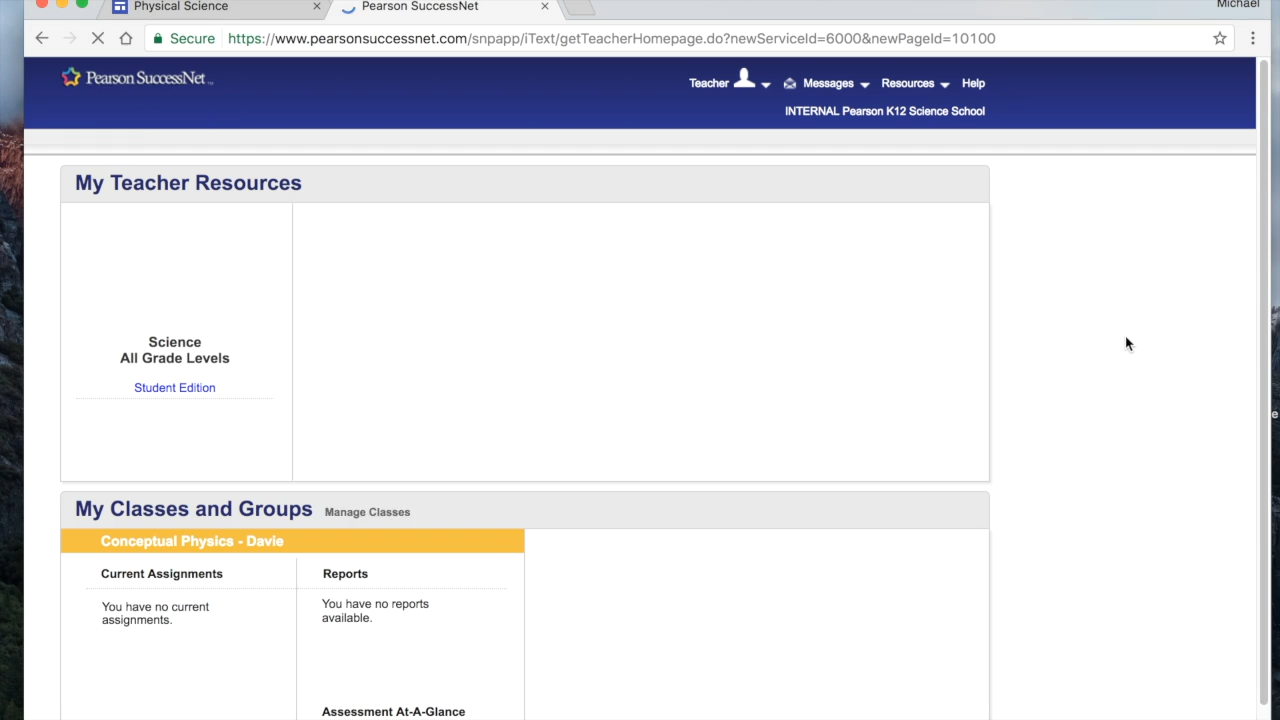 Physical Science
Pearson SuccessNet
Michael
Secure https://www.pearsonsuccessnet.com/snpapp/iText/getTeacherHomepage.do?newServiceId=6000&newPageId=10100
Pearson SuccessNet
Teacher Messages Resources Help
INTERNAL Pearson K12 Science School
My Teacher Resources
Science
All Grade Levels
Student Edition
My Classes and Groups Manage Classes
Conceptual Physics - Davie
Current Assignments
You have no current
assignments.
Reports
You have no reports
available.
Assessment At-A-Glance
e